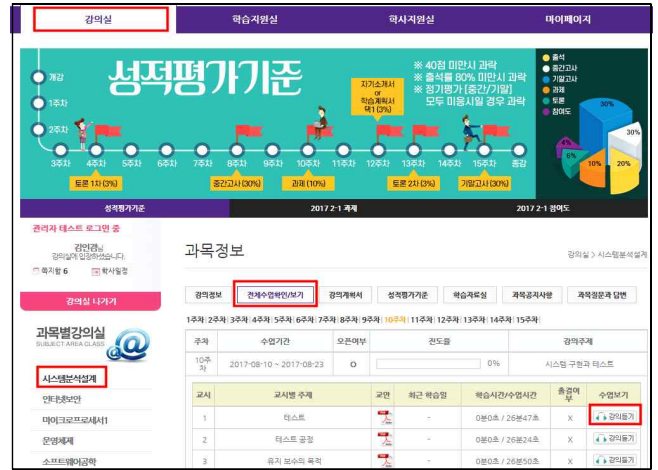 강의실 학습지원실 학사지원실 마이페이지
성적평가기준
※ 40점 미만시 과락
※ 출석률 80% 미만시 과락
※ 정기평가 [중간/기말]
모두 미응시일 경우 과락
출석
중간고사
기말고사
과제
토론
참여도
30%
30%
20%
10%
6%
개강
1주차
2주차
자기소개서
or
학습계획서
택1 (3%)
3주차 4주차 5주차 6주차 7주차 8주차 9주차 10주차 11주차 12주차 13주차 14주차 15주차 종강
토론 1차 (3%) 중간고사 (30%) 과제 (10%) 토론 2차 (3%) 기말고사 (30%)
성적평가기준 2017 2-1 과제 2017 2-1 참여도
관리자 테스트 로그인 중
강의실에 입장하셨습니다.
쪽지함 6 학사일정
강의실 나가기
과목별강의실
SUBJECT AREA CLASS
시스템분석설계
인터넷보안
마이크로프로세서1
운영체제
소프트웨어공학
과목정보
강의실 > 시스템분석설계
강의정보 전체수업확인/보기 강의계획서 성적평가기준 학습자료실 과목공지사항 과목질문과 답변
1주차| 2주차| 3주차| 4주차| 5주차| 6주차| 7주차| 8주차| 9주차| 10주차| 11주차| 12주차| 13주차| 14주차| 15주차|
주차 수업기간 오픈여부 진도율 강의주제
10주차 2017-08-10 ~ 2017-08-23 O 0% 시스템 구현과 테스트
교시 교시별 주제 교안 최근 학습일 학습시간/수업시간 출결여부 수업보기
1 테스트 - 0분0초 / 26분47초 X 강의듣기
2 테스트 공정 - 0분0초 / 26분24초 X 강의듣기
3 유지 보수의 목적 - 0분0초 / 26분50초 X 강의듣기